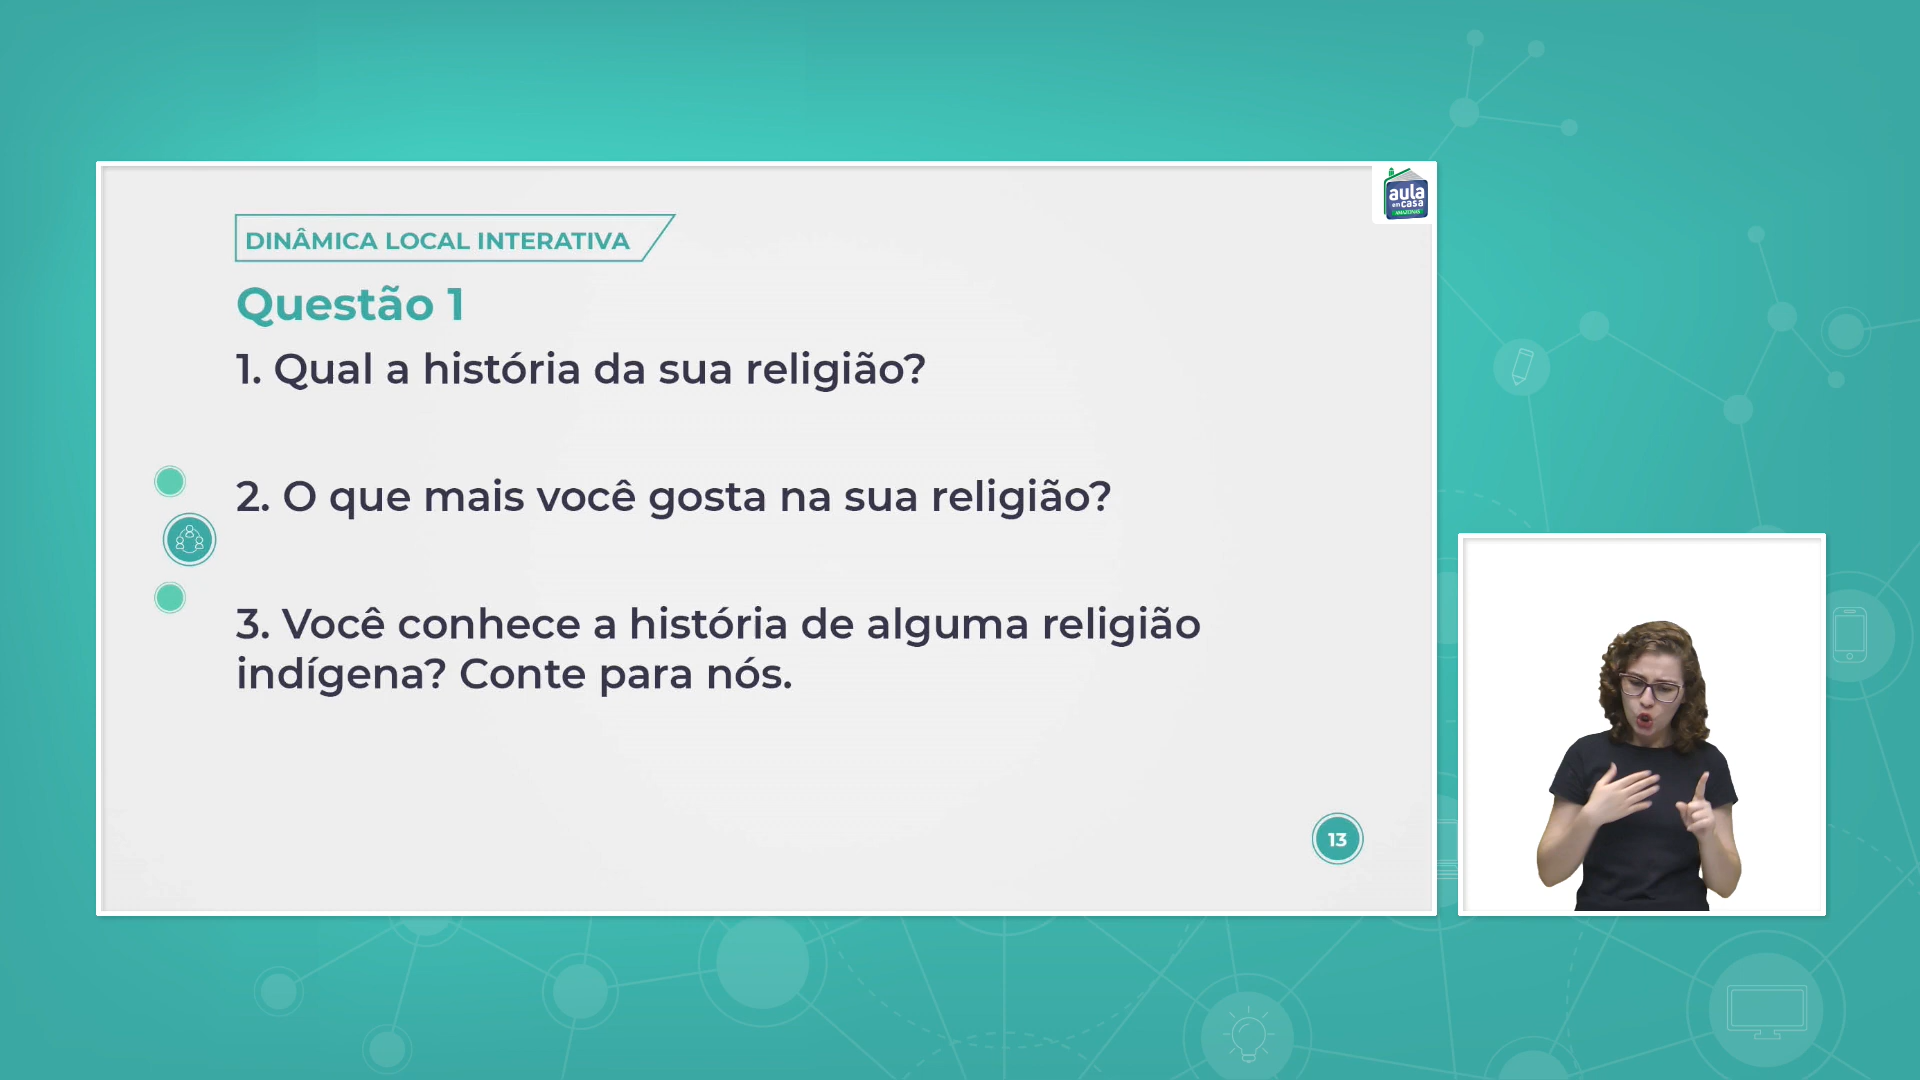 aula
em casa
AMAZONAS
DINÂMICA LOCAL INTERATIVA
Questão 1
1. Qual a história da sua religião?
2. O que mais você gosta na sua religião?
3. Você conhece a história de alguma religião
indígena? Conte para nós.
13